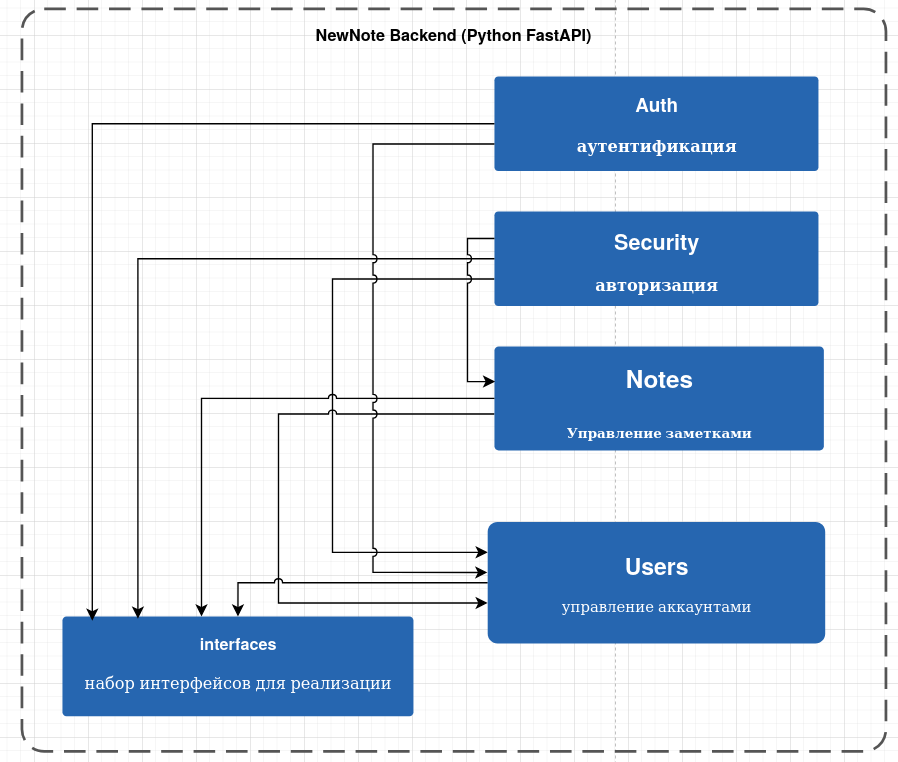 NewNote Backend (Python FastAPI)
Auth
аутентификация
Security
авторизация
Notes
Управление заметками
Users
управление аккаунтами
interfaces
набор интерфейсов для реализации